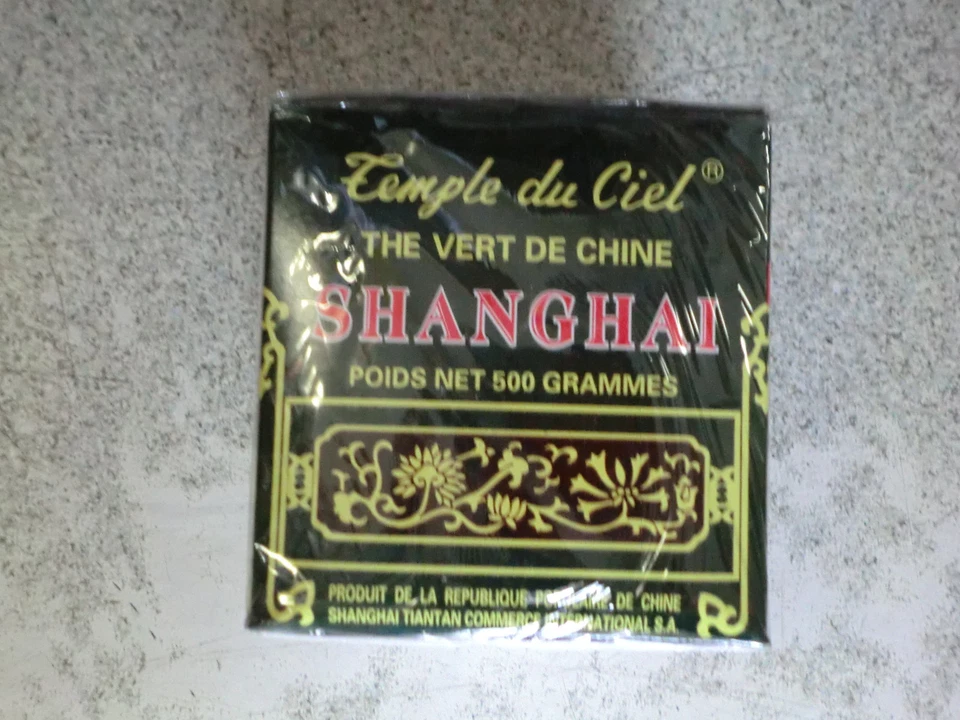 Temple du Ciel®
THE VERT DE CHINE
SHANGHAI
POIDS NET 500 GRAMMES
PRODUIT DE LA REPUBLIQUE POPULAIRE DE CHINE
SHANGHAI TIANTAN COMMERCE INTERNATIONAL S.A.